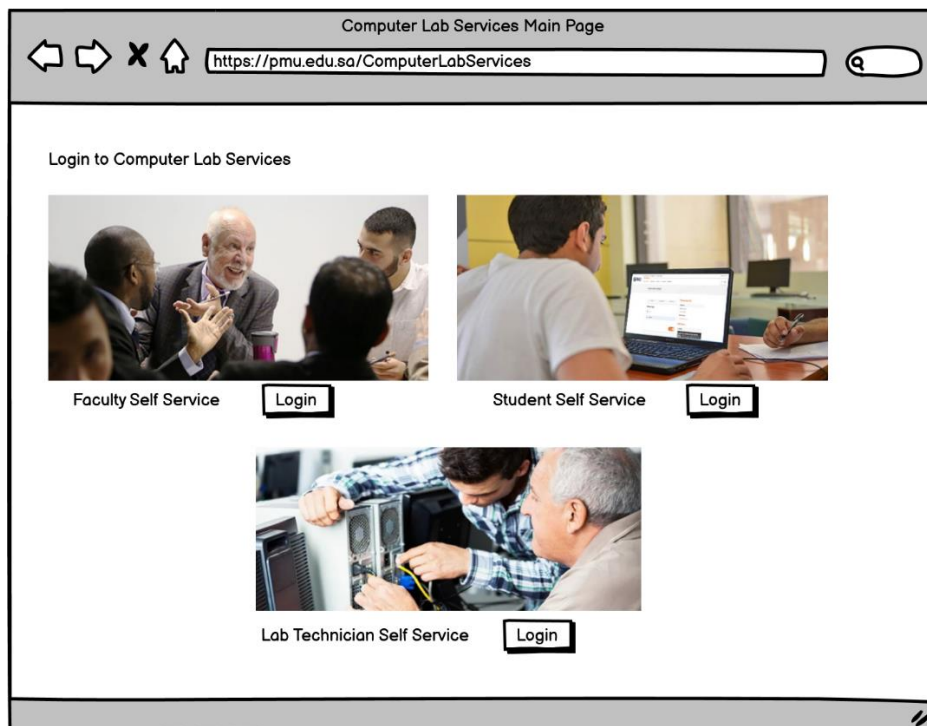 Computer Lab Services Main Page
https://pmu.edu.sa/ComputerLabServices
Login to Computer Lab Services
Faculty Self Service
Login
Student Self Service
Login
Lab Technician Self Service
Login